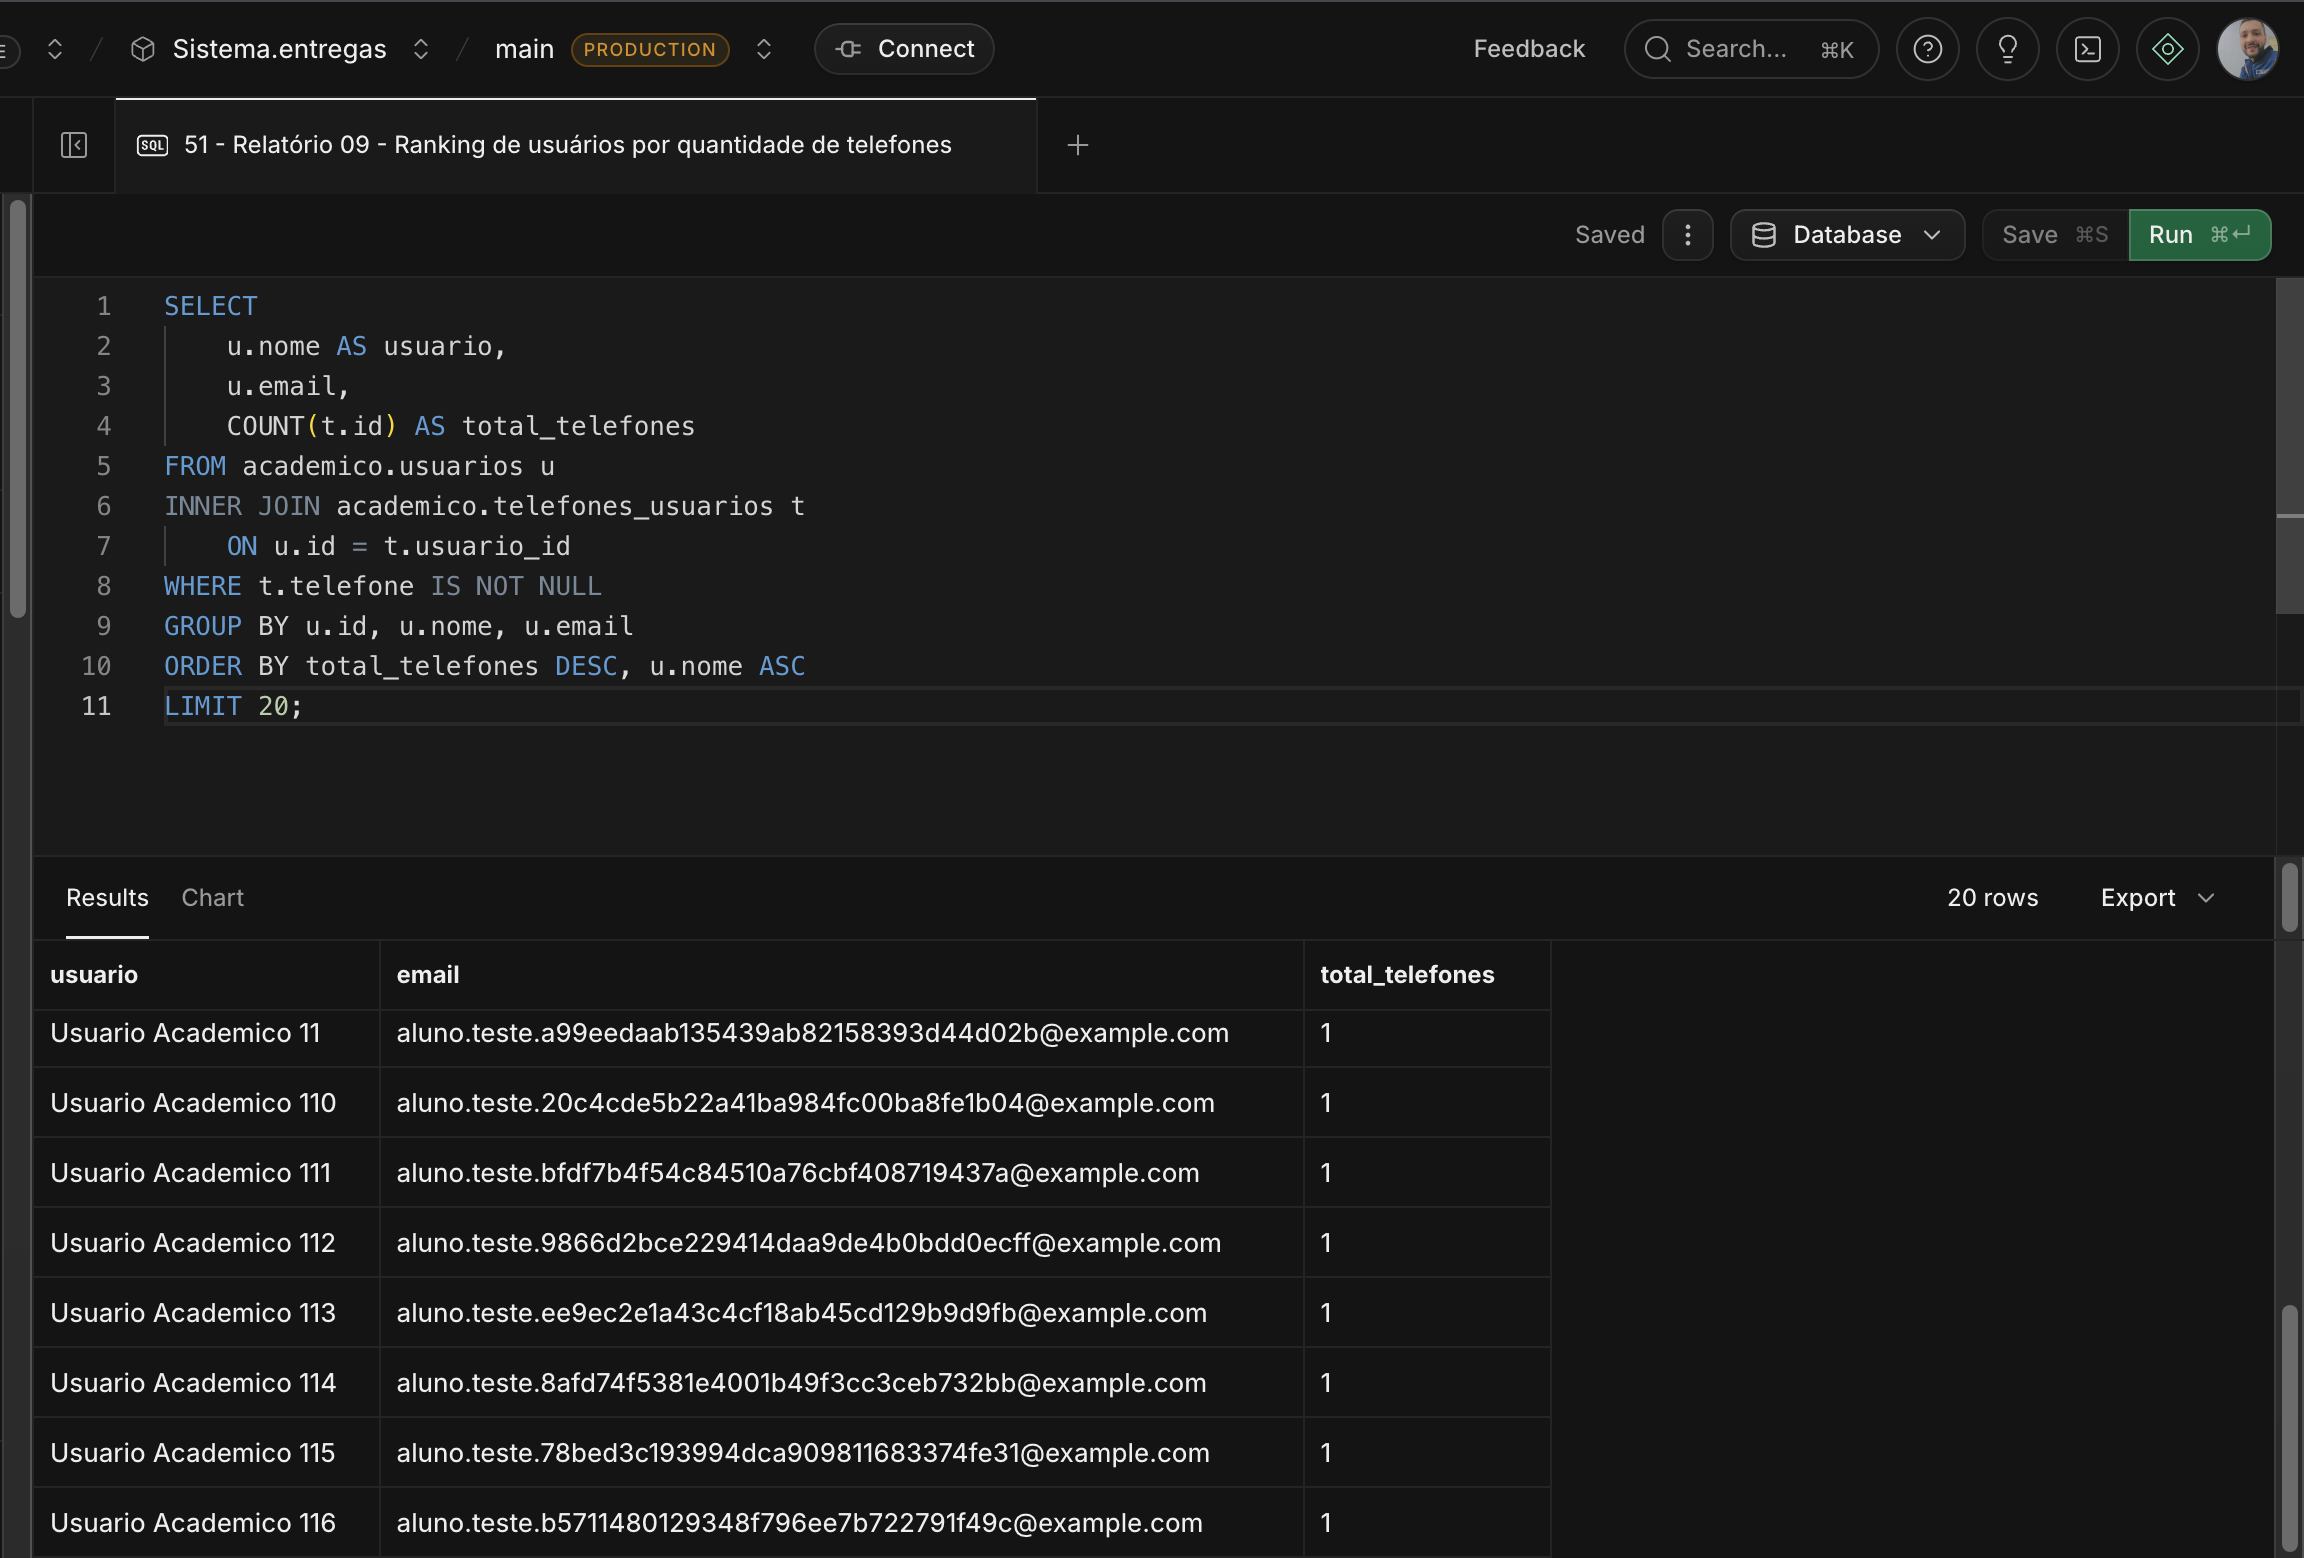 Sistema.entregas
main
PRODUCTION
Connect
Feedback
Search...
⌘K
SQL
51 - Relatório 09 - Ranking de usuários por quantidade de telefones
Saved
Database
Save ⌘S
Run ⌘↵
1 SELECT
2 u.nome AS usuario,
3 u.email,
4 COUNT(t.id) AS total_telefones
5 FROM academico.usuarios u
6 INNER JOIN academico.telefones_usuarios t
7 ON u.id = t.usuario_id
8 WHERE t.telefone IS NOT NULL
9 GROUP BY u.id, u.nome, u.email
10 ORDER BY total_telefones DESC, u.nome ASC
11 LIMIT 20;
Results Chart 20 rows Export
usuario email total_telefones
Usuario Academico 11 aluno.teste.a99eedaab135439ab82158393d44d02b@example.com 1
Usuario Academico 110 aluno.teste.20c4cde5b22a41ba984fc00ba8fe1b04@example.com 1
Usuario Academico 111 aluno.teste.bfdf7b4f54c84510a76cbf408719437a@example.com 1
Usuario Academico 112 aluno.teste.9866d2bce229414daa9de4b0bdd0ecff@example.com 1
Usuario Academico 113 aluno.teste.ee9ec2e1a43c4cf18ab45cd129b9d9fb@example.com 1
Usuario Academico 114 aluno.teste.8afd74f5381e4001b49f3cc3ceb732bb@example.com 1
Usuario Academico 115 aluno.teste.78bed3c193994dca909811683374fe31@example.com 1
Usuario Academico 116 aluno.teste.b5711480129348f796ee7b722791f49c@example.com 1